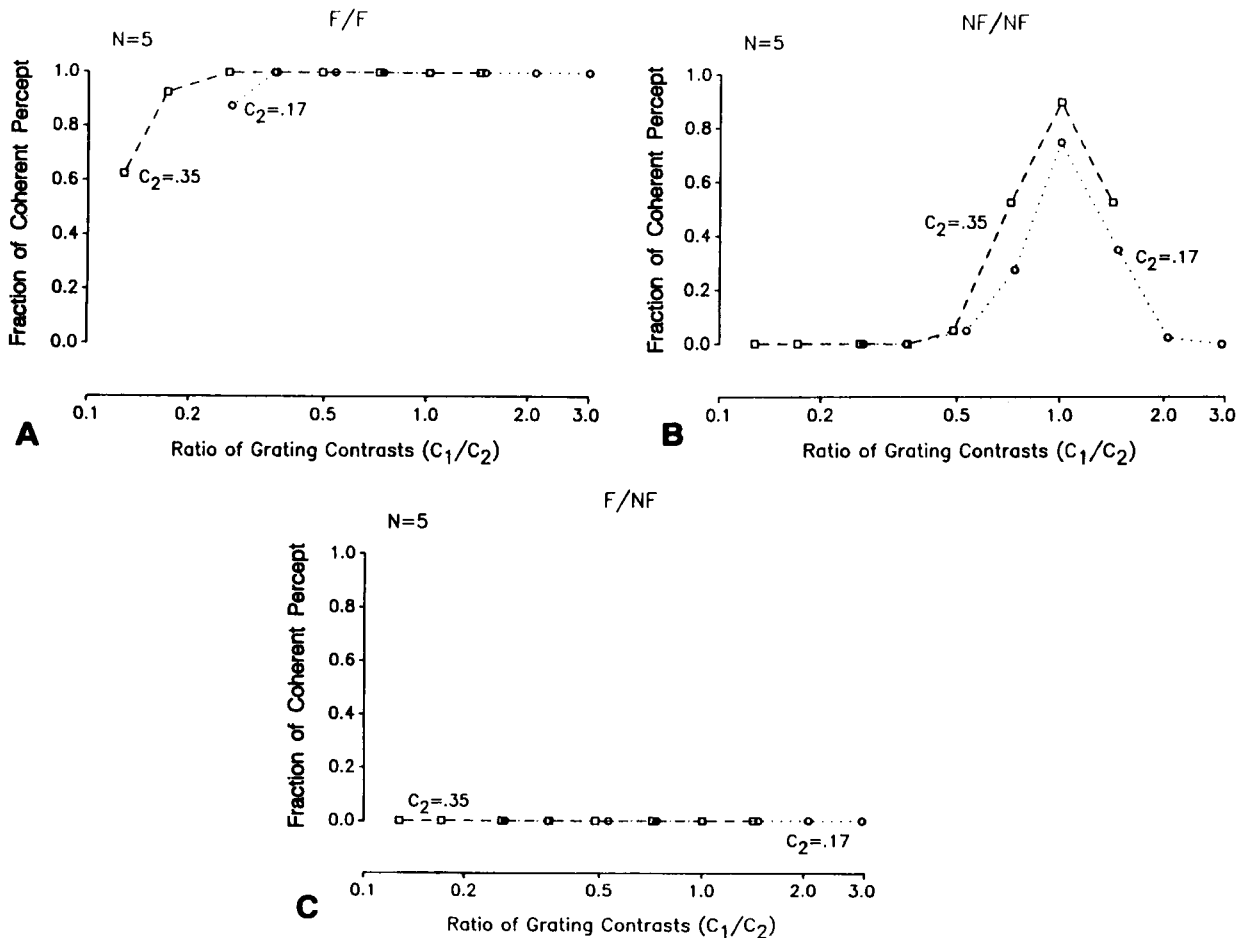 F/F
N=5
Fraction of Coherent Percept
1.0
0.8
0.6
0.4
0.2
0.0
C2=.17
C2=.35
0.1 0.2 0.5 1.0 2.0 3.0
Ratio of Grating Contrasts (C1/C2)
A
NF/NF
N=5
Fraction of Coherent Percept
1.0
0.8
0.6
0.4
0.2
0.0
C2=.35
C2=.17
0.1 0.2 0.5 1.0 2.0 3.0
Ratio of Grating Contrasts (C1/C2)
B
F/NF
N=5
Fraction of Coherent Percept
1.0
0.8
0.6
0.4
0.2
0.0
C2=.35
C2=.17
0.1 0.2 0.5 1.0 2.0 3.0
Ratio of Grating Contrasts (C1/C2)
C